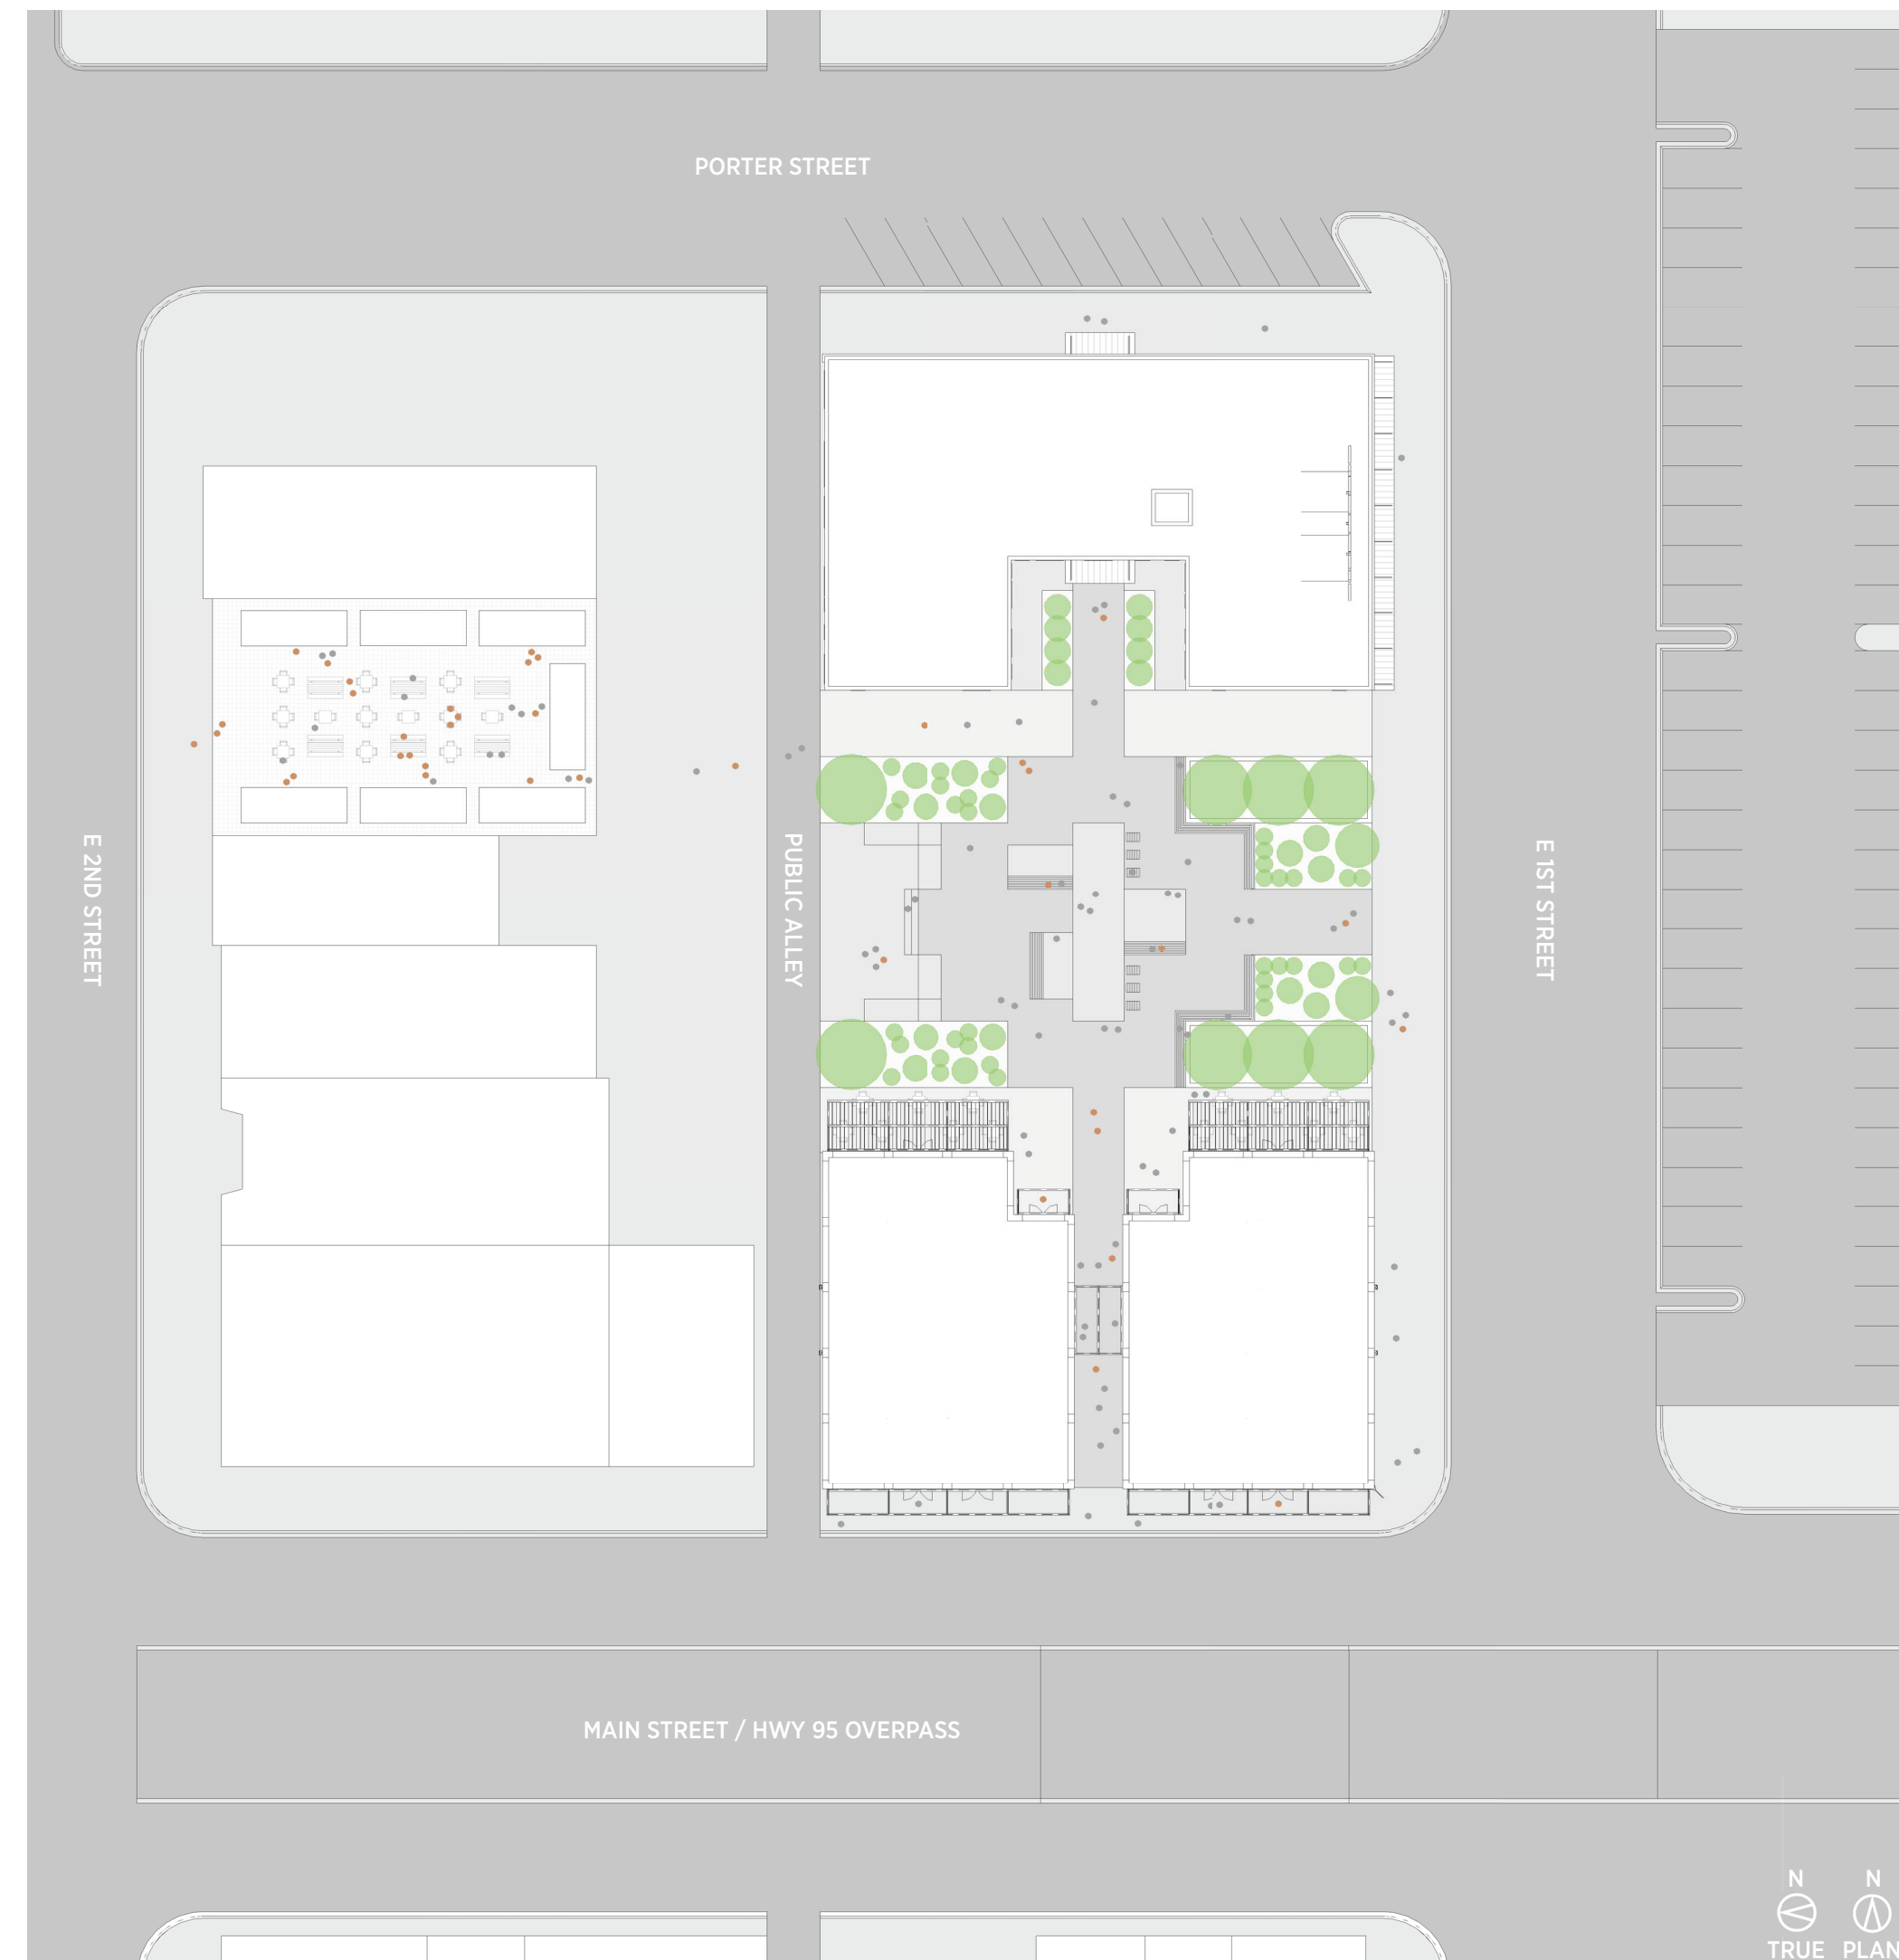 PORTER STREET
E 2ND STREET
PUBLIC ALLEY
E 1ST STREET
MAIN STREET / HWY 95 OVERPASS
N N
TRUE PLAN